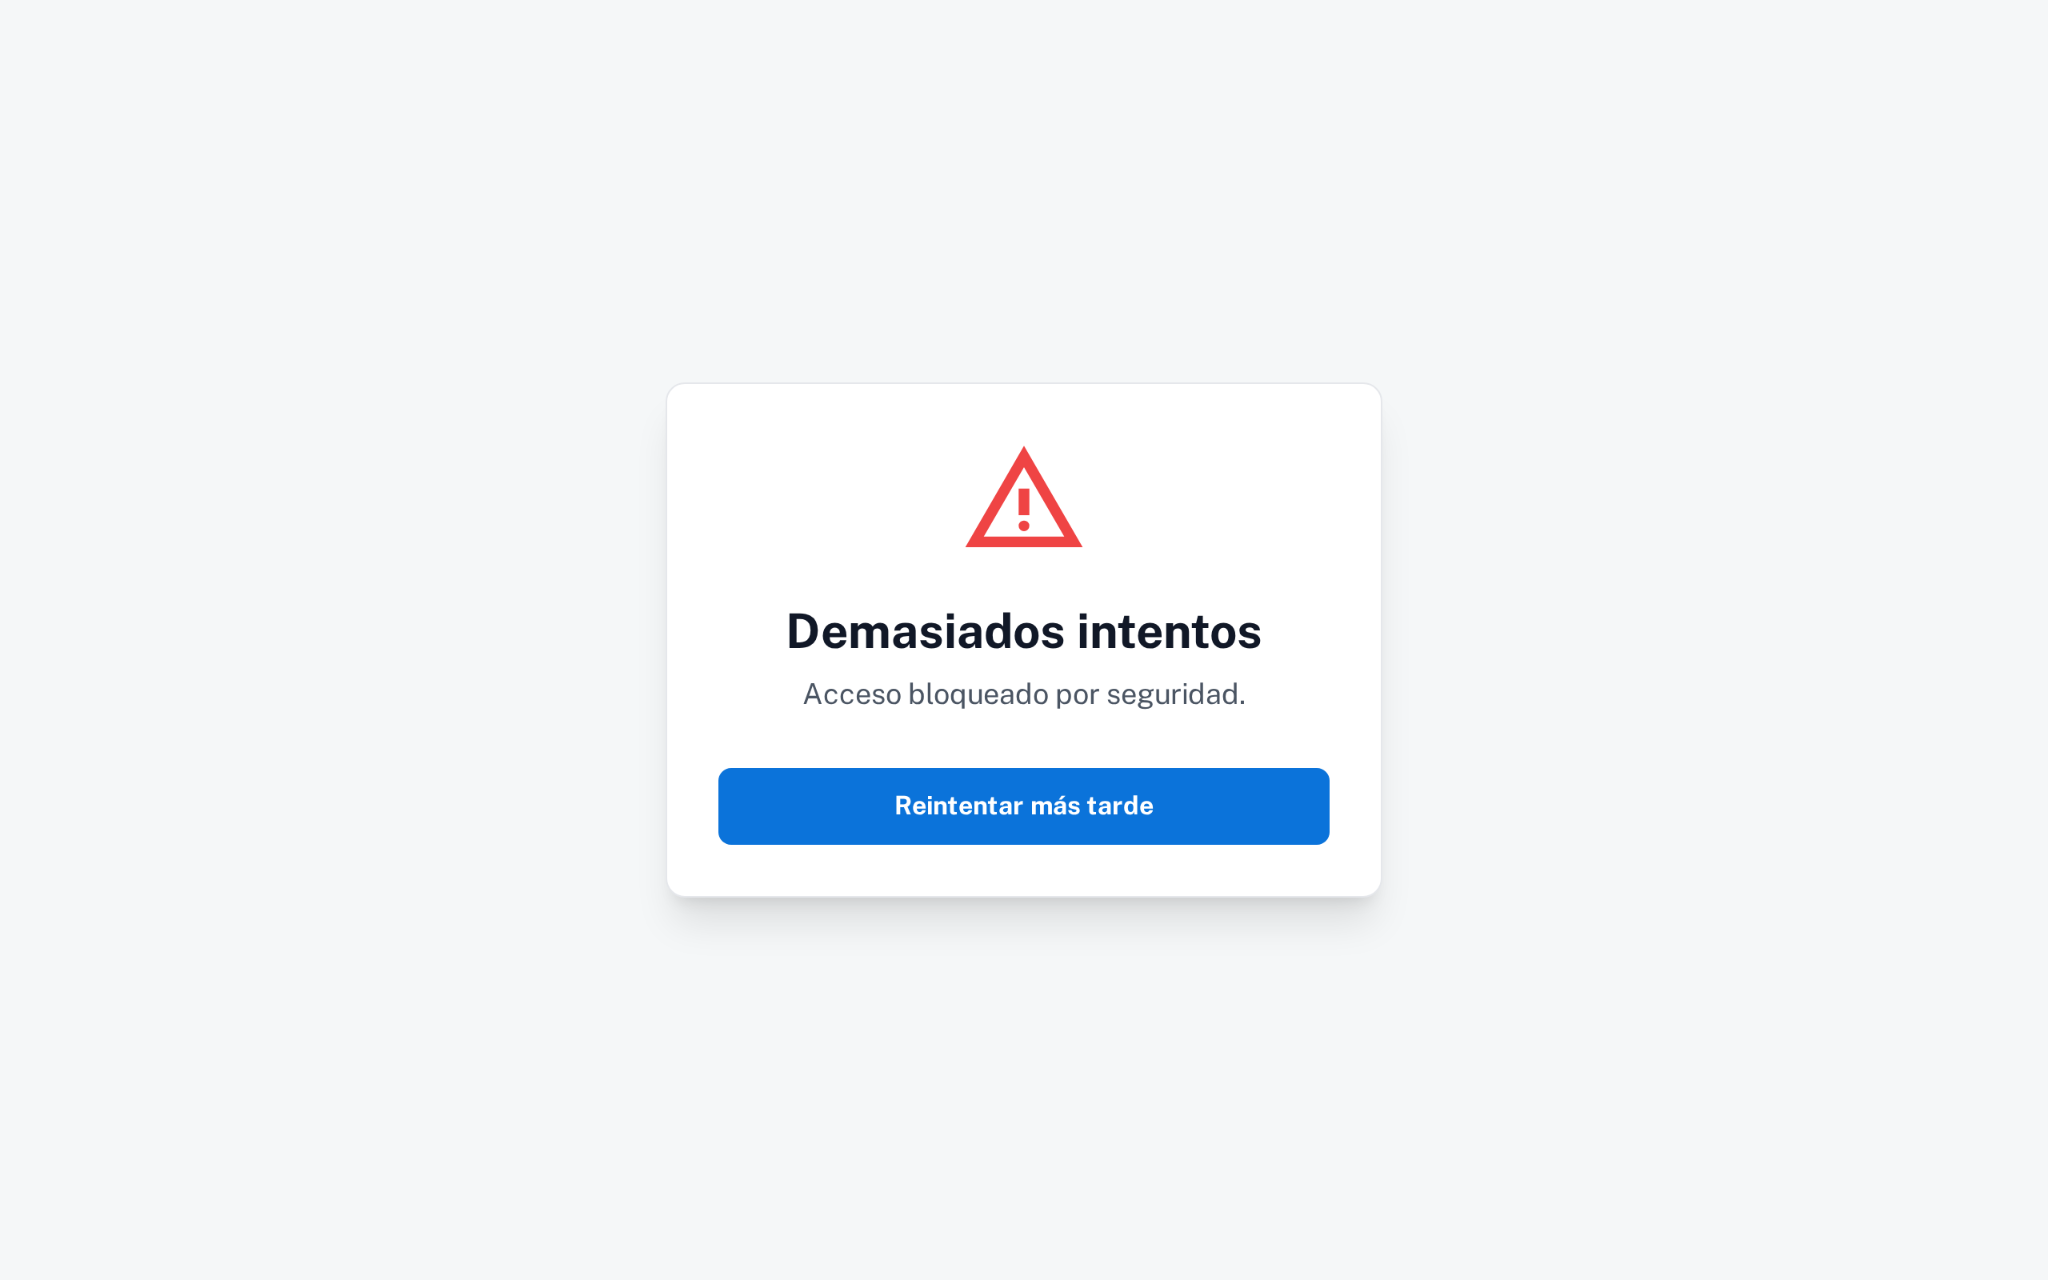 Demasiados intentos
Acceso bloqueado por seguridad.
Reintentar más tarde